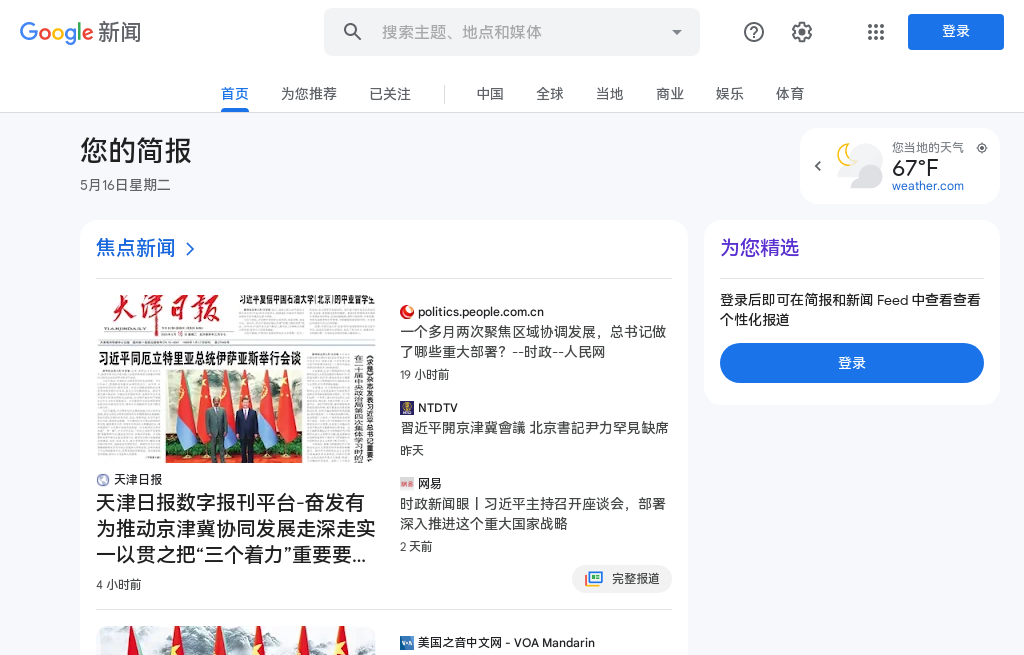 Google 新闻
搜索主题、地点和媒体
登录
首页
为您推荐
已关注
中国
全球
当地
商业
娱乐
体育
您的简报
5月16日星期二
您当地的天气
67°F
weather.com
焦点新闻
天津日报
TIANJIN DAILY
习近平同厄立特里亚总统伊萨亚斯举行会谈
天津日报
天津日报数字报刊平台-奋发有
为推动京津冀协同发展走深走实
一以贯之把“三个着力”重要要...
4 小时前
politics.people.com.cn
一个多月两次聚焦区域协调发展，总书记做
了哪些重大部署？--时政--人民网
19 小时前
NTDTV
習近平開京津冀會議 北京書記尹力罕見缺席
昨天
网易
时政新闻眼丨习近平主持召开座谈会，部署
深入推进这个重大国家战略
2 天前
完整报道
美国之音中文网 - VOA Mandarin
为您精选
登录后即可在简报和新闻 Feed 中查看查看
个性化报道
登录